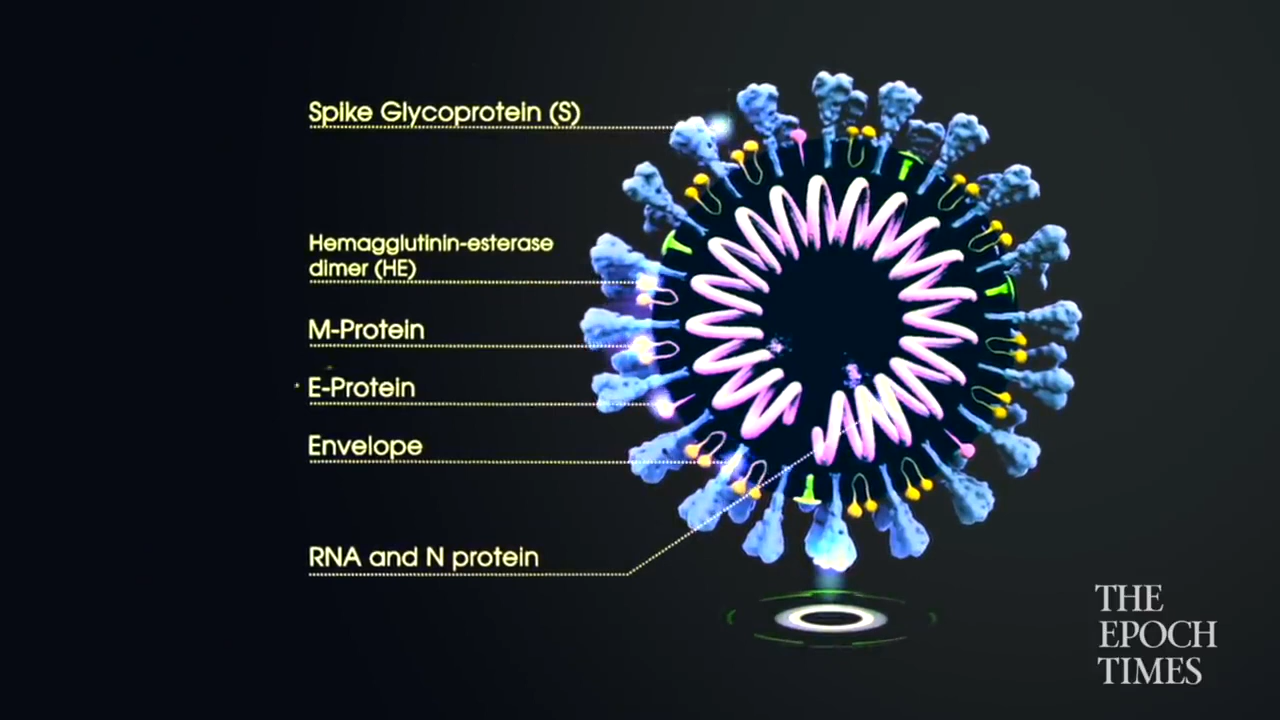 Spike Glycoprotein (S)
Hemagglutinin-esterase
dimer (HE)
M-Protein
E-Protein
Envelope
RNA and N protein
THE
EPOCH
TIMES